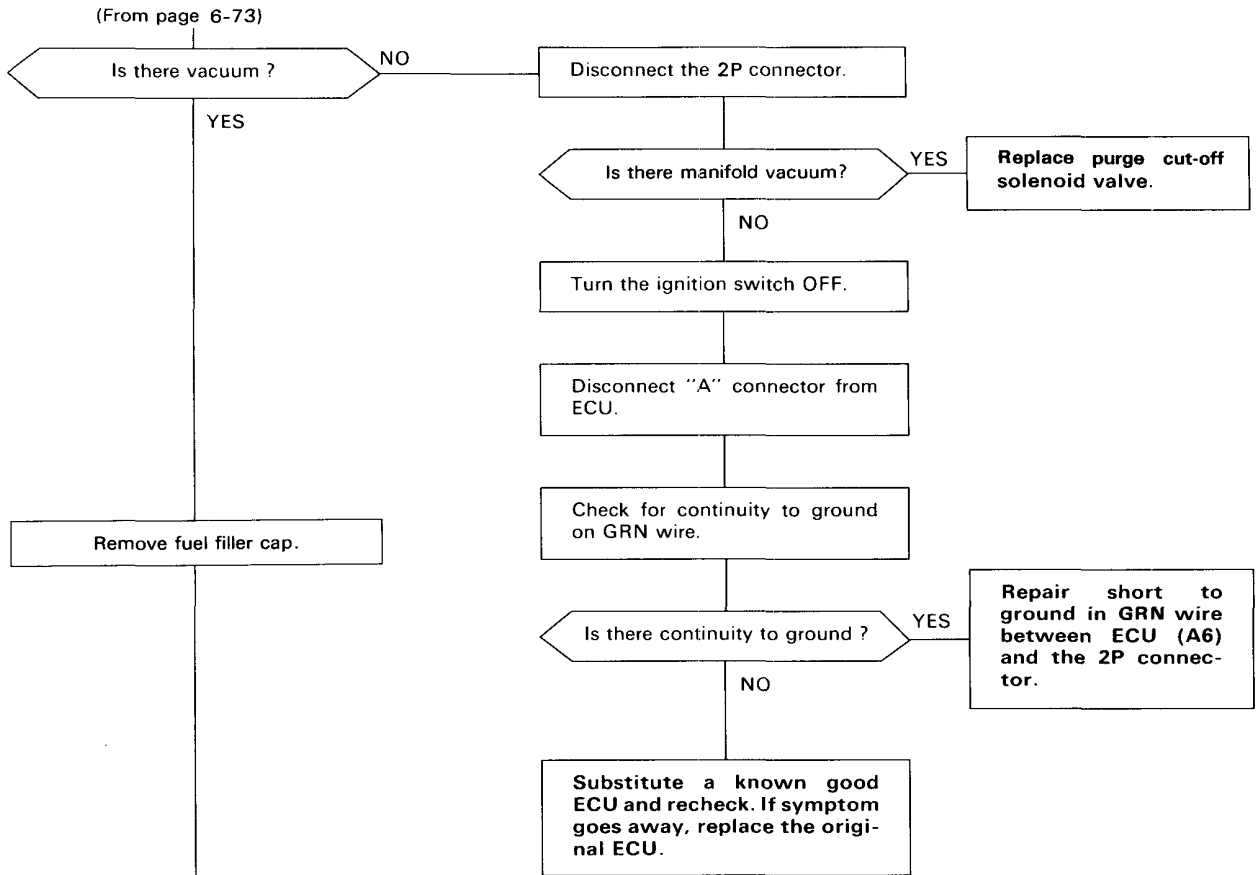 (From page 6-73)
Is there vacuum ?
NO
YES
Disconnect the 2P connector.
Is there manifold vacuum?
YES
NO
Replace purge cut-off
solenoid valve.
Turn the ignition switch OFF.
Disconnect "A" connector from
ECU.
Check for continuity to ground
on GRN wire.
Remove fuel filler cap.
Is there continuity to ground ?
YES
NO
Repair short to
ground in GRN wire
between ECU (A6)
and the 2P connec-
tor.
Substitute a known good
ECU and recheck. If symptom
goes away, replace the origi-
nal ECU.